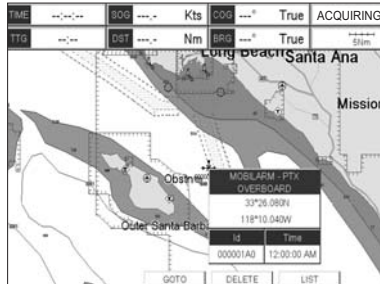 TIME --:--:-- SOG ---.- Kts COG ---° True ACQUIRING
TTG --:-- DST ---.- Nm BRG ---° True 5Nm
Long Beach
Santa Ana
Missio
Obstn
Outer Santa Barba
MOBILARM - PTX
OVERBOARD
33°26.080N
118°10.040W
Id Time
000001A0 12:00:00 AM
GOTO DELETE LIST